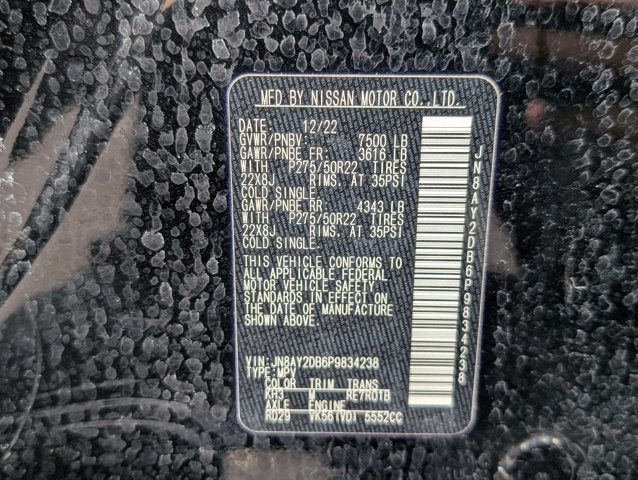 MFD BY NISSAN MOTOR CO.,LTD.
DATE: 12/22
GVWR/PNBV: 7500 LB
GAWR/PNBE FR: 3616 LB
WITH P275/50R22 TIRES
22X8J RIMS. AT 35PSI
COLD SINGLE.
GAWR/PNBE RR: 4343 LB
WITH P275/50R22 TIRES
22X8J RIMS. AT 35PSI
COLD SINGLE.
THIS VEHICLE CONFORMS TO
ALL APPLICABLE FEDERAL
MOTOR VEHICLE SAFETY
STANDARDS IN EFFECT ON
THE DATE OF MANUFACTURE
SHOWN ABOVE.
VIN: JN8AY2DB6P9834238
TYPE: MPV
COLOR TRIM TRANS
KH3 M RE7R01B
AXLE ENGINE
RD29 VK56(VD) 5552CC
JN8AY2DB6P9834238